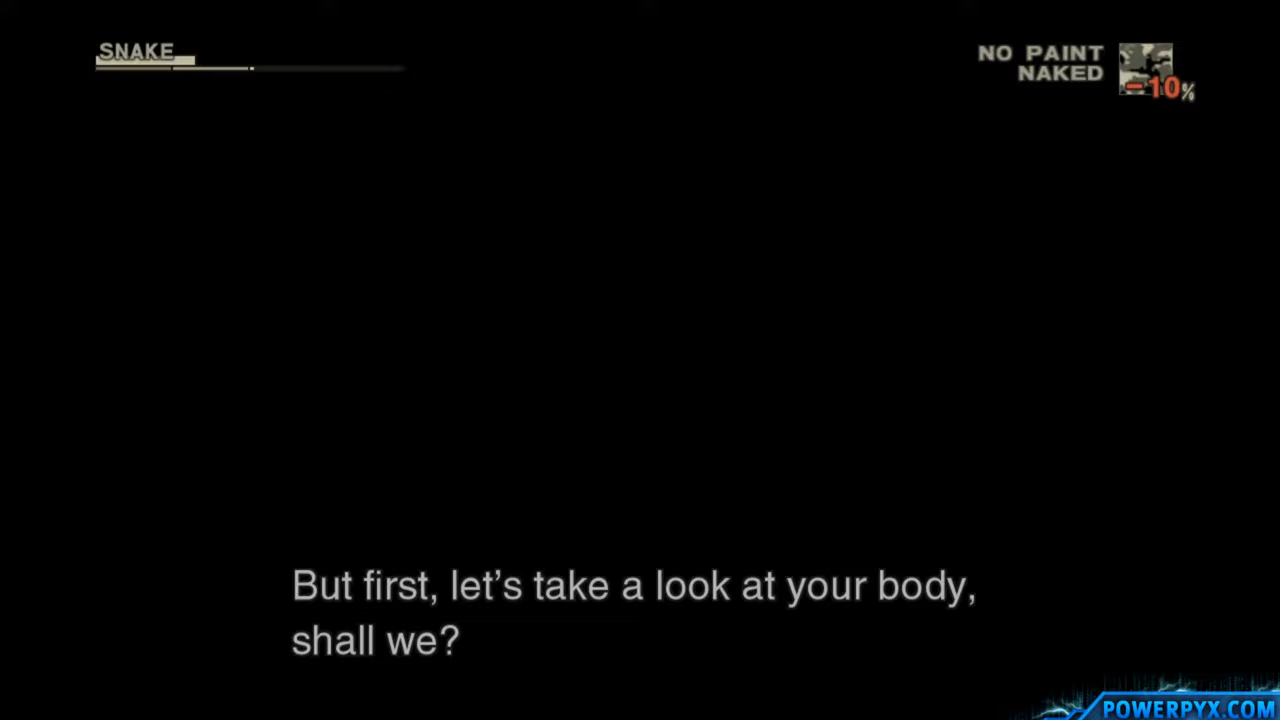 SNAKE
NO PAINT
NAKED
-10%
But first, let's take a look at your body,
shall we?
POWERPYX.COM